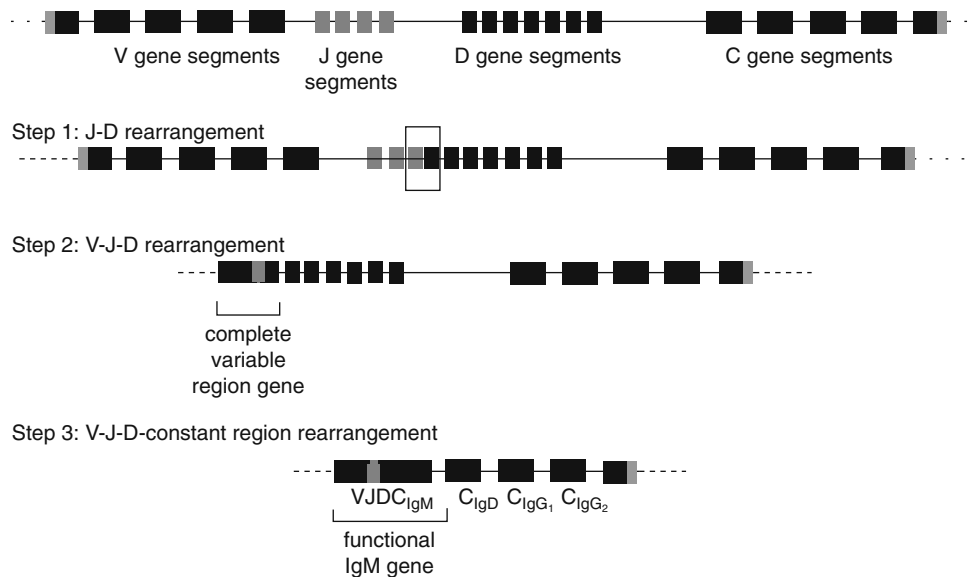 V gene segments
J gene
segments
D gene segments
C gene segments
Step 1: J-D rearrangement
Step 2: V-J-D rearrangement
complete
variable
region gene
Step 3: V-J-D-constant region rearrangement
VJDC_IgM C_IgD C_IgG₁ C_IgG₂
functional
IgM gene